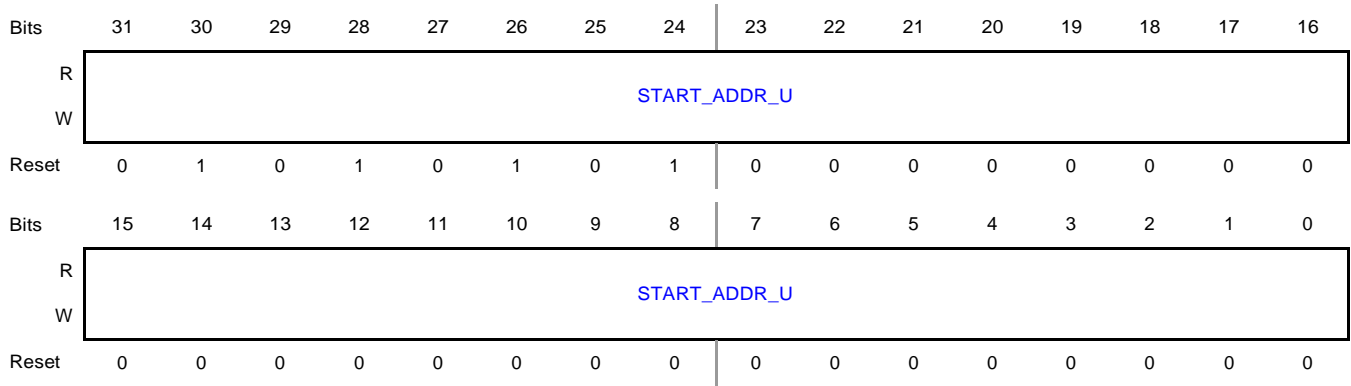 Bits 31 30 29 28 27 26 25 24 23 22 21 20 19 18 17 16
R
START_ADDR_U
W
Reset 0 1 0 1 0 1 0 1 0 0 0 0 0 0 0 0
Bits 15 14 13 12 11 10 9 8 7 6 5 4 3 2 1 0
R
START_ADDR_U
W
Reset 0 0 0 0 0 0 0 0 0 0 0 0 0 0 0 0